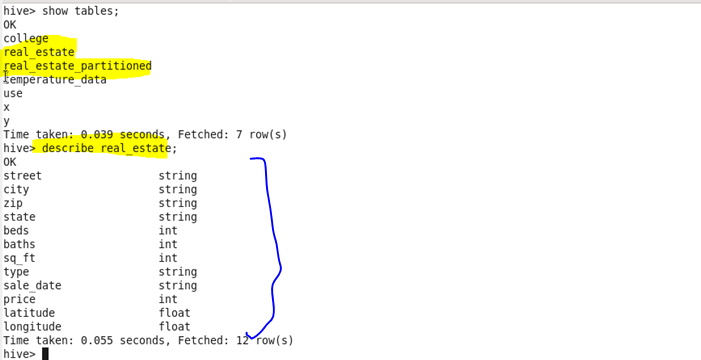 hive> show tables;
OK
college
real_estate
real_estate_partitioned
temperature_data
use
x
y
Time taken: 0.039 seconds, Fetched: 7 row(s)
hive> describe real_estate;
OK
street string
city string
zip string
state string
beds int
baths int
sq_ft int
type string
sale_date string
price int
latitude float
longitude float
Time taken: 0.055 seconds, Fetched: 12 row(s)
hive>